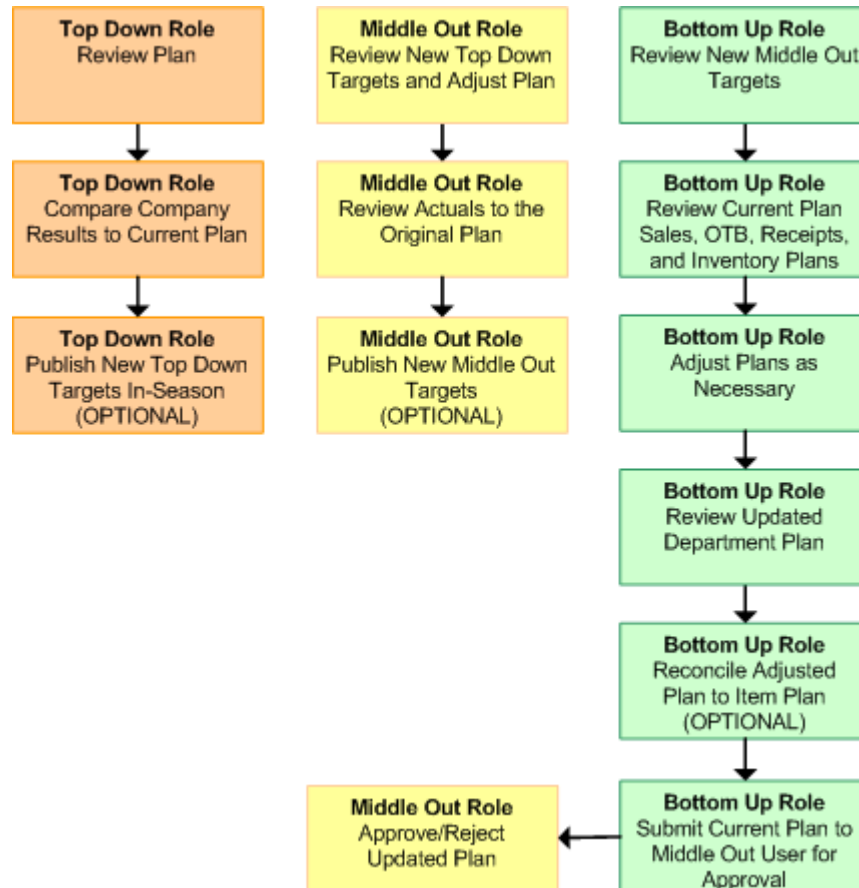 Top Down Role
Review Plan
Top Down Role
Compare Company
Results to Current Plan
Top Down Role
Publish New Top Down
Targets In-Season
(OPTIONAL)
Middle Out Role
Review New Top Down
Targets and Adjust Plan
Middle Out Role
Review Actuals to the
Original Plan
Middle Out Role
Publish New Middle Out
Targets
(OPTIONAL)
Bottom Up Role
Review New Middle Out
Targets
Bottom Up Role
Review Current Plan
Sales, OTB, Receipts,
and Inventory Plans
Bottom Up Role
Adjust Plans as
Necessary
Bottom Up Role
Review Updated
Department Plan
Bottom Up Role
Reconcile Adjusted
Plan to Item Plan
(OPTIONAL)
Bottom Up Role
Submit Current Plan to
Middle Out User for
Approval
Middle Out Role
Approve/Reject
Updated Plan